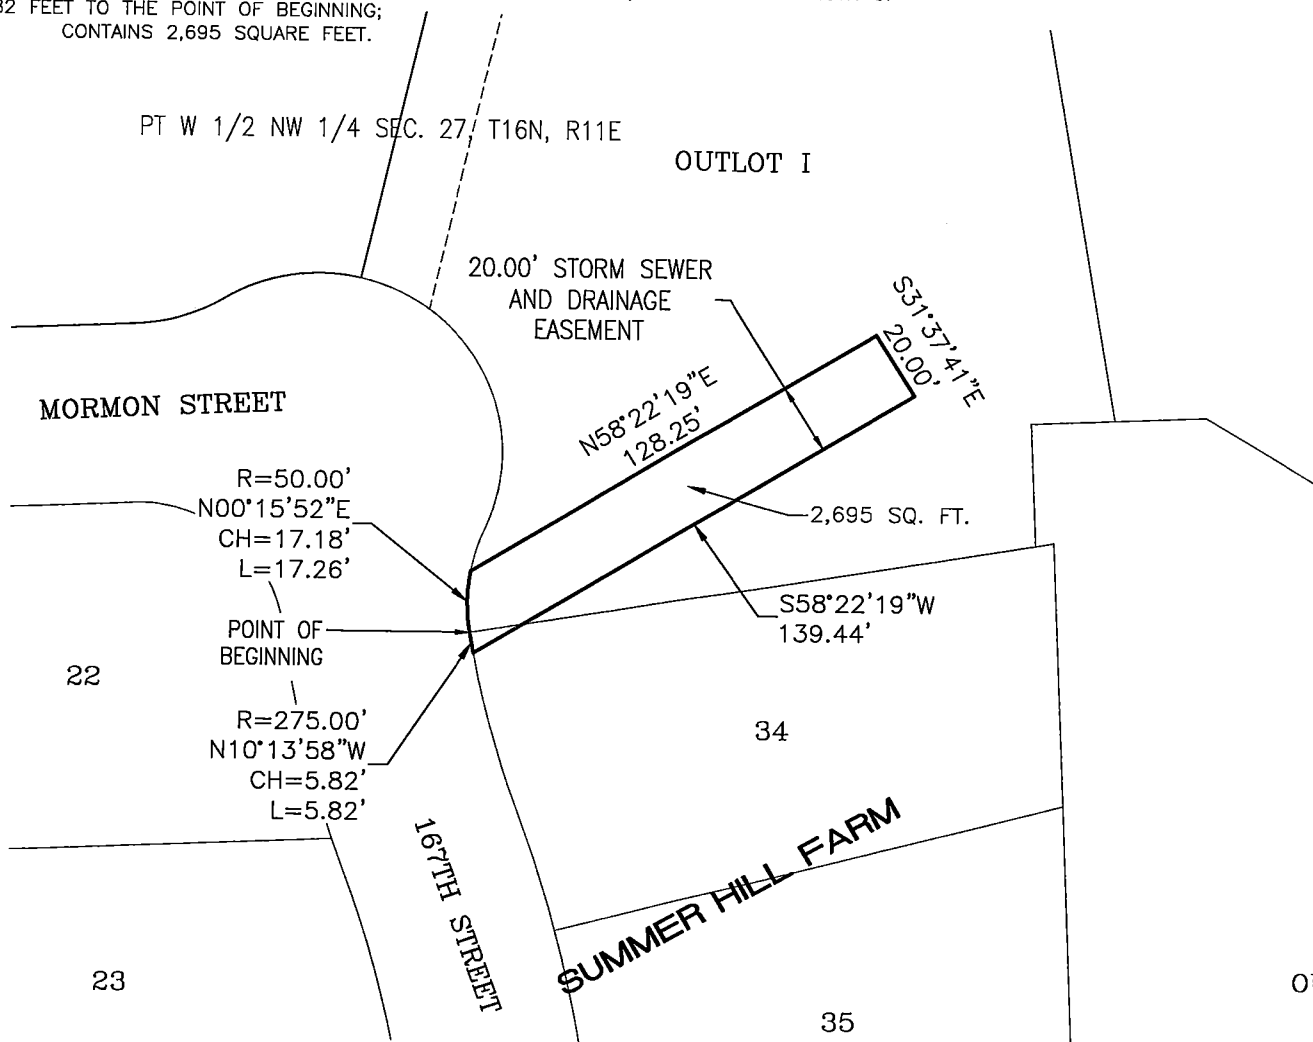 FEET TO THE POINT OF BEGINNING;
CONTAINS 2,695 SQUARE FEET.
PT W 1/2 NW 1/4 SEC. 27, T16N, R11E
OUTLOT I
20.00' STORM SEWER
AND DRAINAGE
EASEMENT
S31°37'41"E
20.00'
N58°22'19"E
128.25'
MORMON STREET
R=50.00'
N00°15'52"E
CH=17.18'
L=17.26'
2,695 SQ. FT.
S58°22'19"W
139.44'
POINT OF
BEGINNING
22
R=275.00'
N10°13'58"W
CH=5.82'
L=5.82'
34
167TH STREET
SUMMER HILL FARM
23
35